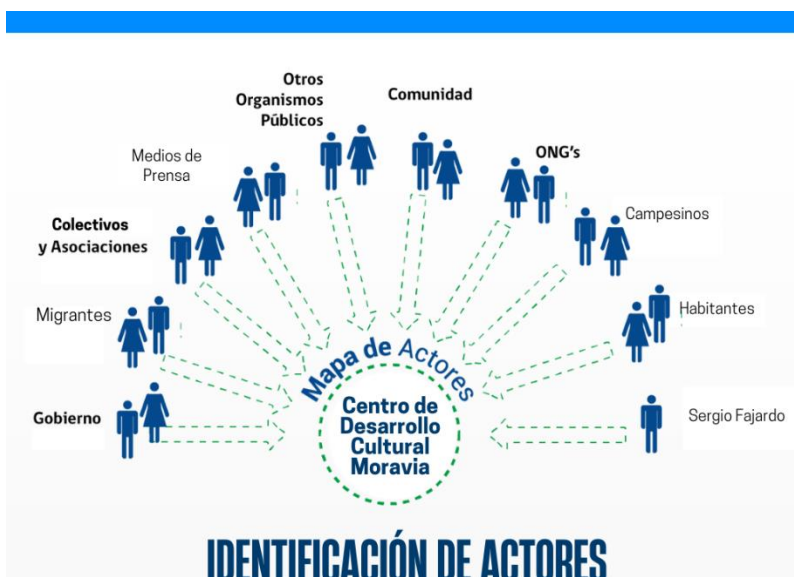 Otros
Organismos
Públicos
Comunidad
Medios de
Prensa
ONG's
Colectivos
y Asociaciones
Campesinos
Migrantes
Habitantes
Gobierno
Sergio Fajardo
Mapa de Actores
Centro de
Desarrollo
Cultural
Moravia
IDENTIFICACIÓN DE ACTORES